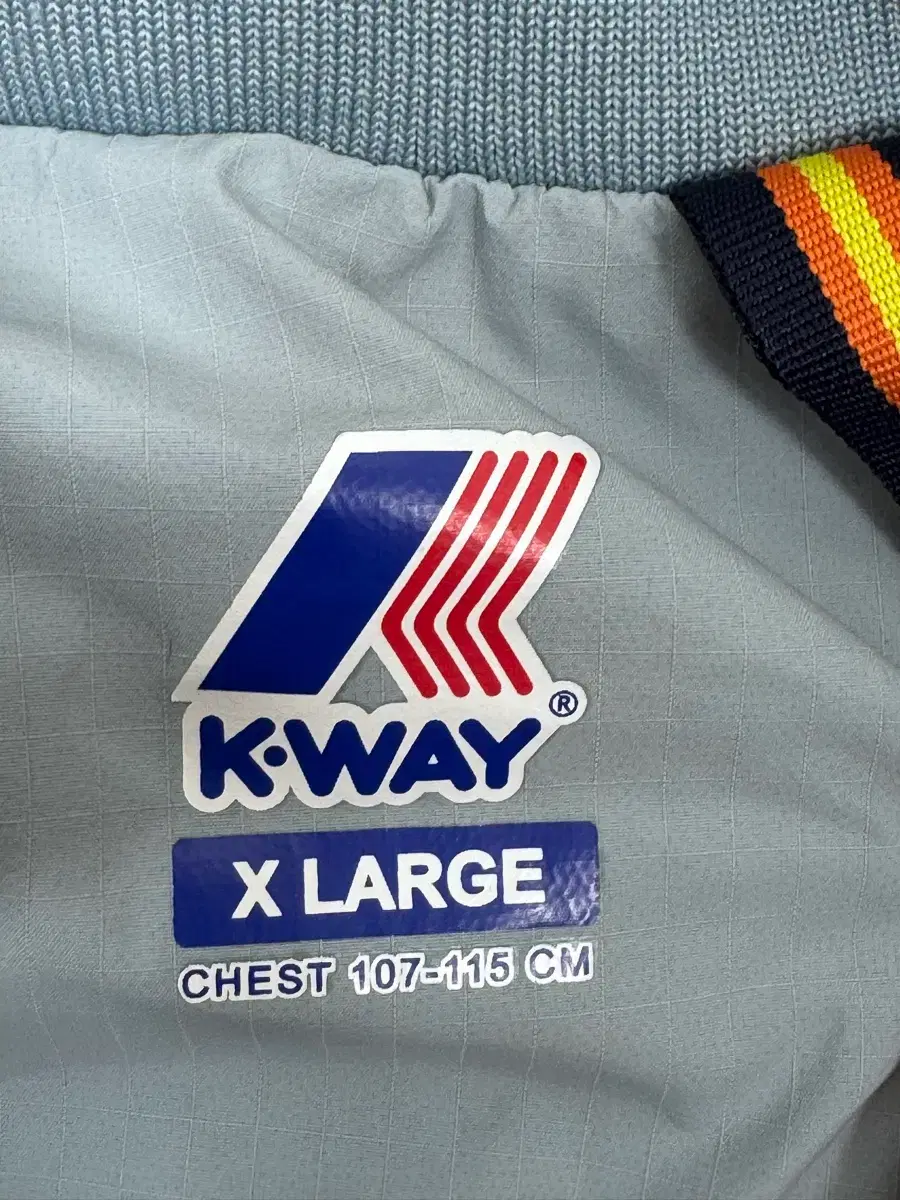 K·WAY®
X LARGE
CHEST 107-115 CM